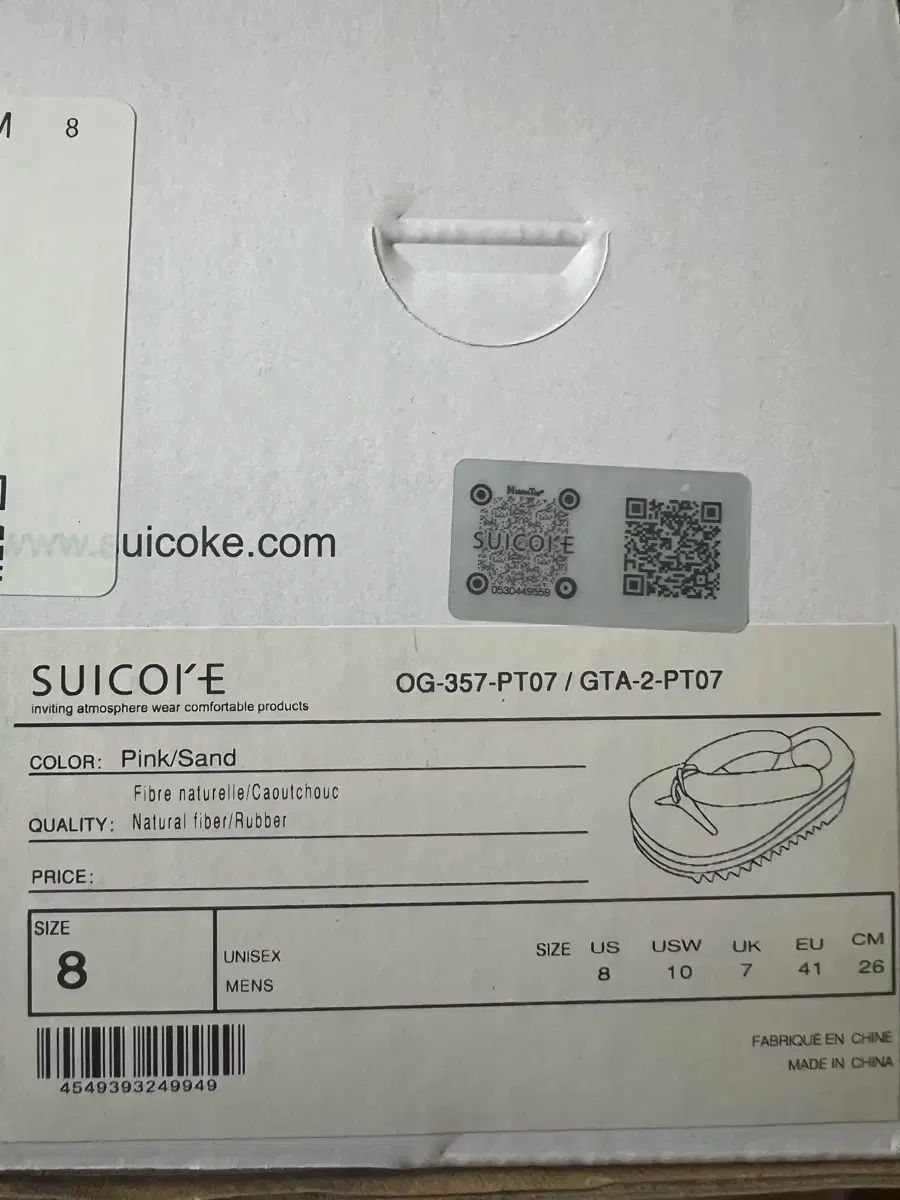 8
www.suicoke.com
SUICOKE
0530449559
SUICOKE
OG-357-PT07 / GTA-2-PT07
inviting atmosphere wear comfortable products
COLOR: Pink/Sand
Fibre naturelle/Caoutchouc
QUALITY: Natural fiber/Rubber
PRICE:
SIZE
8
UNISEX
MENS
SIZE US USW UK EU CM
8 10 7 41 26
4549393249949
FABRIQUÉ EN CHINE
MADE IN CHINA